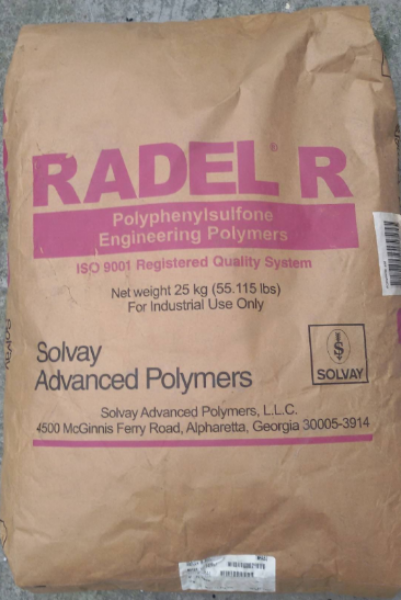 RADEL® R
Polyphenylsulfone
Engineering Polymers
ISO 9001 Registered Quality System
Net weight 25 kg (55.115 lbs)
For Industrial Use Only
Solvay
Advanced Polymers
SOLVAY
Solvay Advanced Polymers, L.L.C.
4500 McGinnis Ferry Road, Alpharetta, Georgia 30005-3914